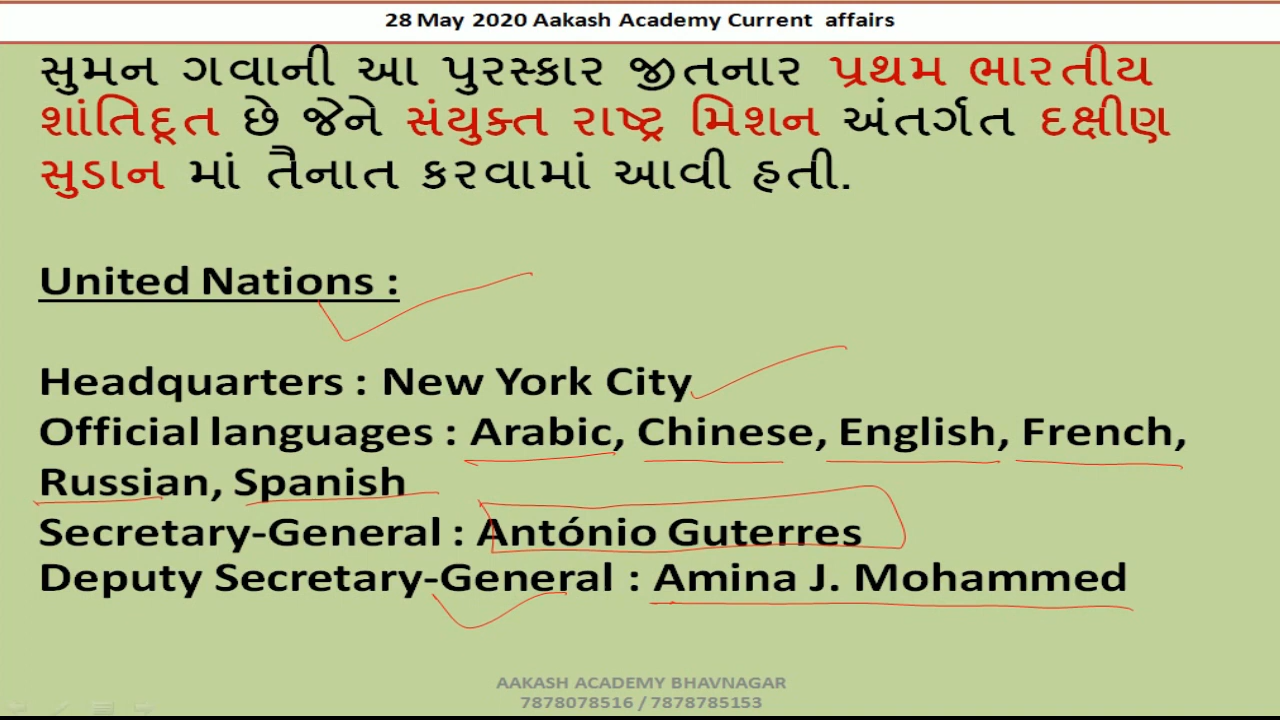 28 May 2020 Aakash Academy Current affairs
સુમન ગવાની આ પુરસ્કાર જીતનાર પ્રથમ ભારતીય
શાંતિદૂત છે જેને સંયુક્ત રાષ્ટ્ર મિશન અંતર્ગત દક્ષીણ
સુડાન માં તૈનાત કરવામાં આવી હતી.
United Nations :
Headquarters : New York City
Official languages : Arabic, Chinese, English, French,
Russian, Spanish
Secretary-General : António Guterres
Deputy Secretary-General : Amina J. Mohammed
AAKASH ACADEMY BHAVNAGAR
7878078516 / 7878785153